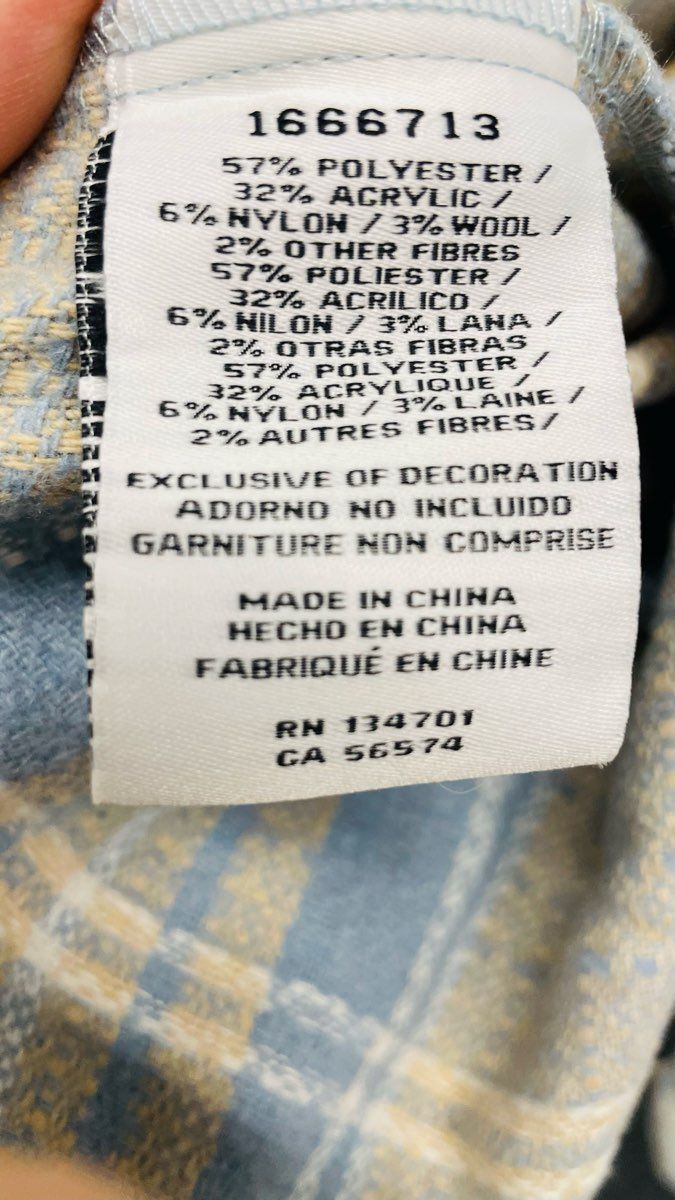 1666713
57% POLYESTER /
32% ACRYLIC /
6% NYLON / 3% WOOL /
2% OTHER FIBRES
57% POLIESTER /
32% ACRILICO /
6% NILON / 3% LANA /
2% OTRAS FIBRAS
57% POLYESTER /
32% ACRYLIQUE /
6% NYLON / 3% LAINE /
2% AUTRES FIBRES/
EXCLUSIVE OF DECORATION
ADORNO NO INCLUIDO
GARNITURE NON COMPRISE
MADE IN CHINA
HECHO EN CHINA
FABRIQUÉ EN CHINE
RN 134701
CA 56574